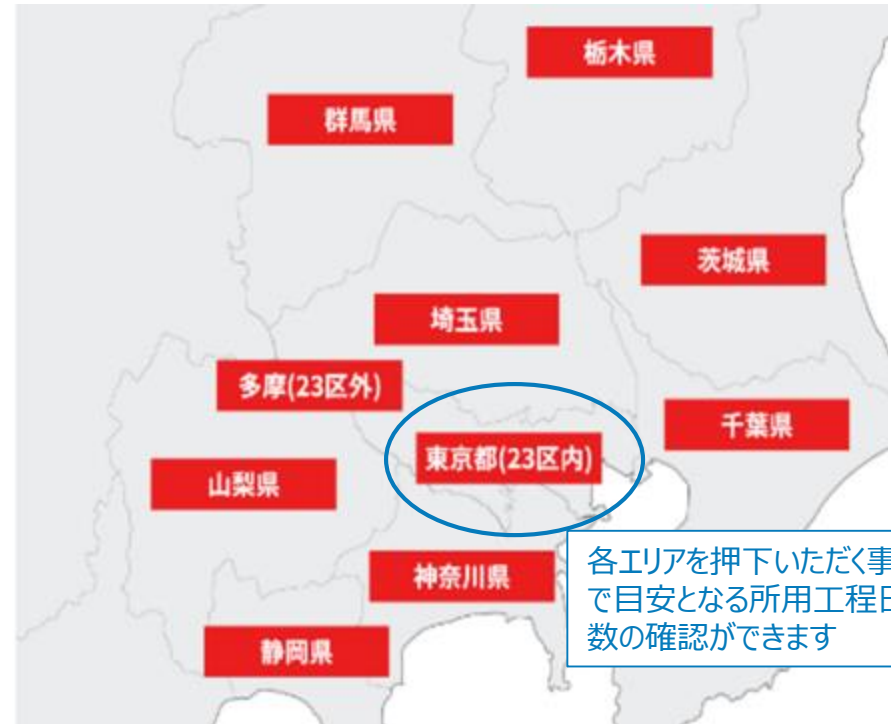 栃木県
群馬県
茨城県
埼玉県
多摩(23区外)
千葉県
東京都(23区内)
山梨県
神奈川県
静岡県
各エリアを押下いただく事
で目安となる所用工程日
数の確認ができます